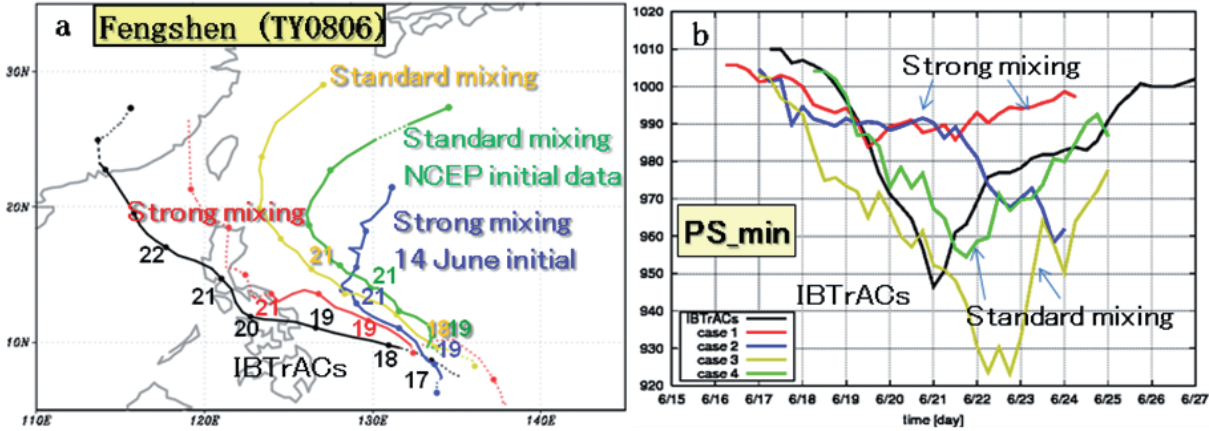 a
Fengshen (TY0806)
30N
20N
10N
110E
120E
130E
140E
Standard mixing
Standard mixing
NCEP initial data
Strong mixing
Strong mixing
14 June initial
22
21
20
19
18
17
IBTrACs
21
19
21
18
21
19
21
19
b
1020
1010
1000
990
980
970
960
950
940
930
920
6/15
6/16
6/17
6/18
6/19
6/20
6/21
6/22
6/23
6/24
6/25
6/26
6/27
time [day]
Strong mixing
PS_min
IBTrACs
Standard mixing
IBTrACs
case 1
case 2
case 3
case 4